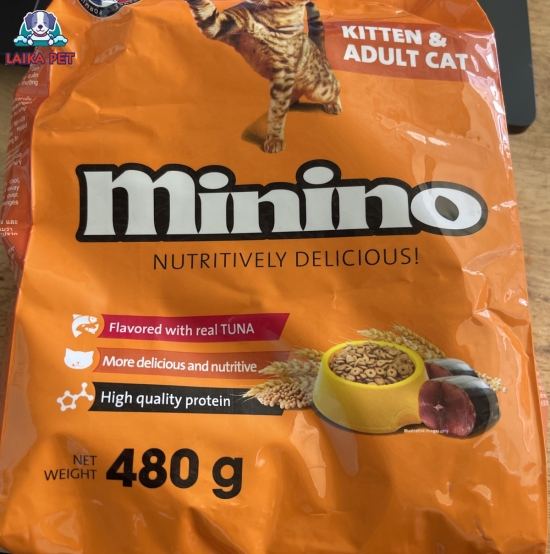 LAIKA PET
KITTEN &
ADULT CAT
minino
NUTRITIVELY DELICIOUS!
Flavored with real TUNA
More delicious and nutritive
High quality protein
NET
WEIGHT 480 g